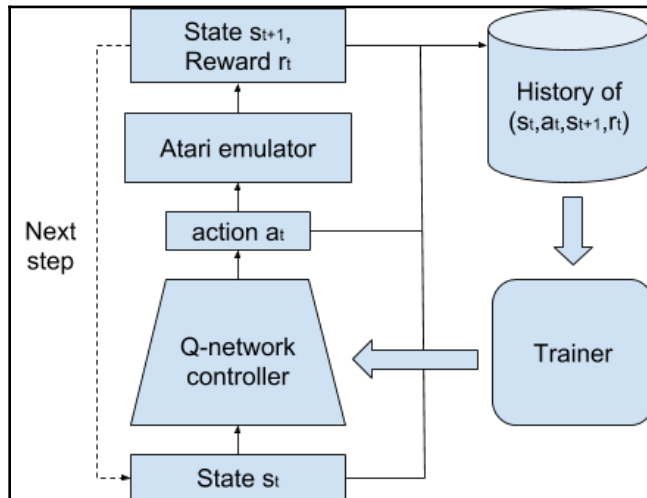 State st+1,
Reward rt
History of
(st,at,st+1,rt)
Atari emulator
action at
Next
step
Q-network
controller
Trainer
State st